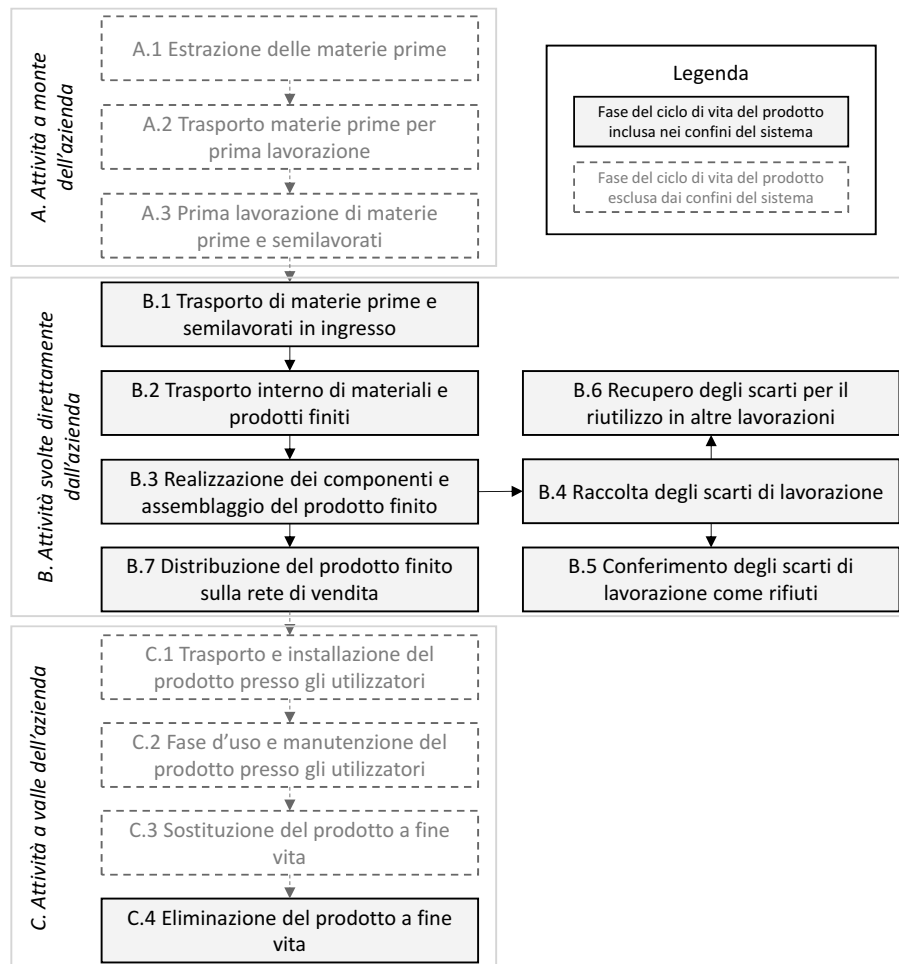 A. Attività a monte
dell'azienda
A.1 Estrazione delle materie prime
A.2 Trasporto materie prime per
prima lavorazione
A.3 Prima lavorazione di materie
prime e semilavorati
Legenda
Fase del ciclo di vita del prodotto
inclusa nei confini del sistema
Fase del ciclo di vita del prodotto
esclusa dai confini del sistema
B. Attività svolte direttamente
dall'azienda
B.1 Trasporto di materie prime e
semilavorati in ingresso
B.2 Trasporto interno di materiali e
prodotti finiti
B.3 Realizzazione dei componenti e
assemblaggio del prodotto finito
B.7 Distribuzione del prodotto finito
sulla rete di vendita
B.6 Recupero degli scarti per il
riutilizzo in altre lavorazioni
B.4 Raccolta degli scarti di lavorazione
B.5 Conferimento degli scarti di
lavorazione come rifiuti
C. Attività a valle dell'azienda
C.1 Trasporto e installazione del
prodotto presso gli utilizzatori
C.2 Fase d'uso e manutenzione del
prodotto presso gli utilizzatori
C.3 Sostituzione del prodotto a fine
vita
C.4 Eliminazione del prodotto a fine
vita